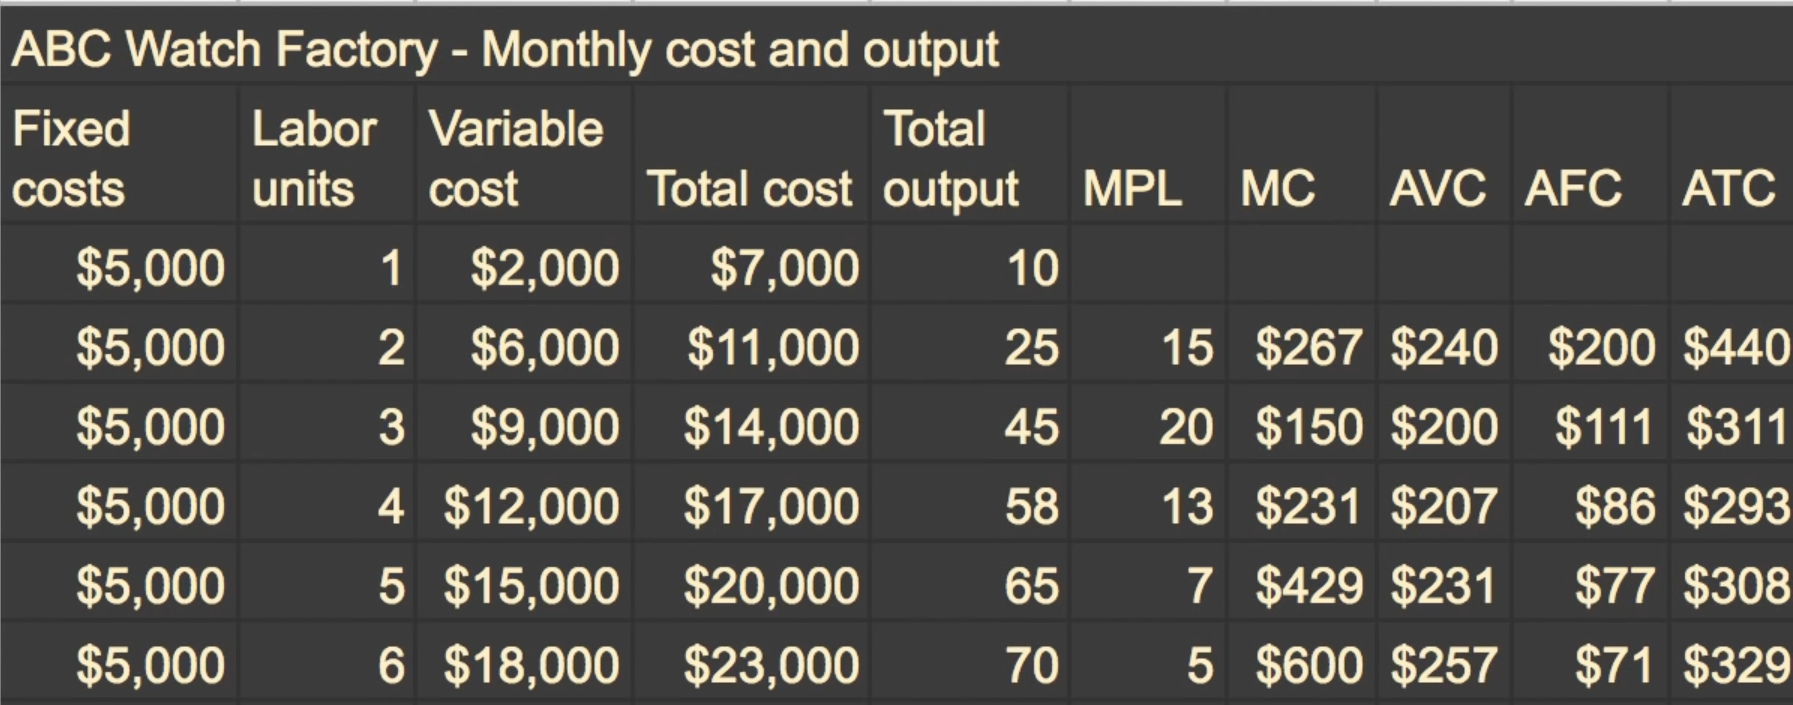 ABC Watch Factory - Monthly cost and output
Fixed costs Labor units Variable cost Total cost Total output MPL MC AVC AFC ATC
$5,000 1 $2,000 $7,000 10
$5,000 2 $6,000 $11,000 25 15 $267 $240 $200 $440
$5,000 3 $9,000 $14,000 45 20 $150 $200 $111 $311
$5,000 4 $12,000 $17,000 58 13 $231 $207 $86 $293
$5,000 5 $15,000 $20,000 65 7 $429 $231 $77 $308
$5,000 6 $18,000 $23,000 70 5 $600 $257 $71 $329